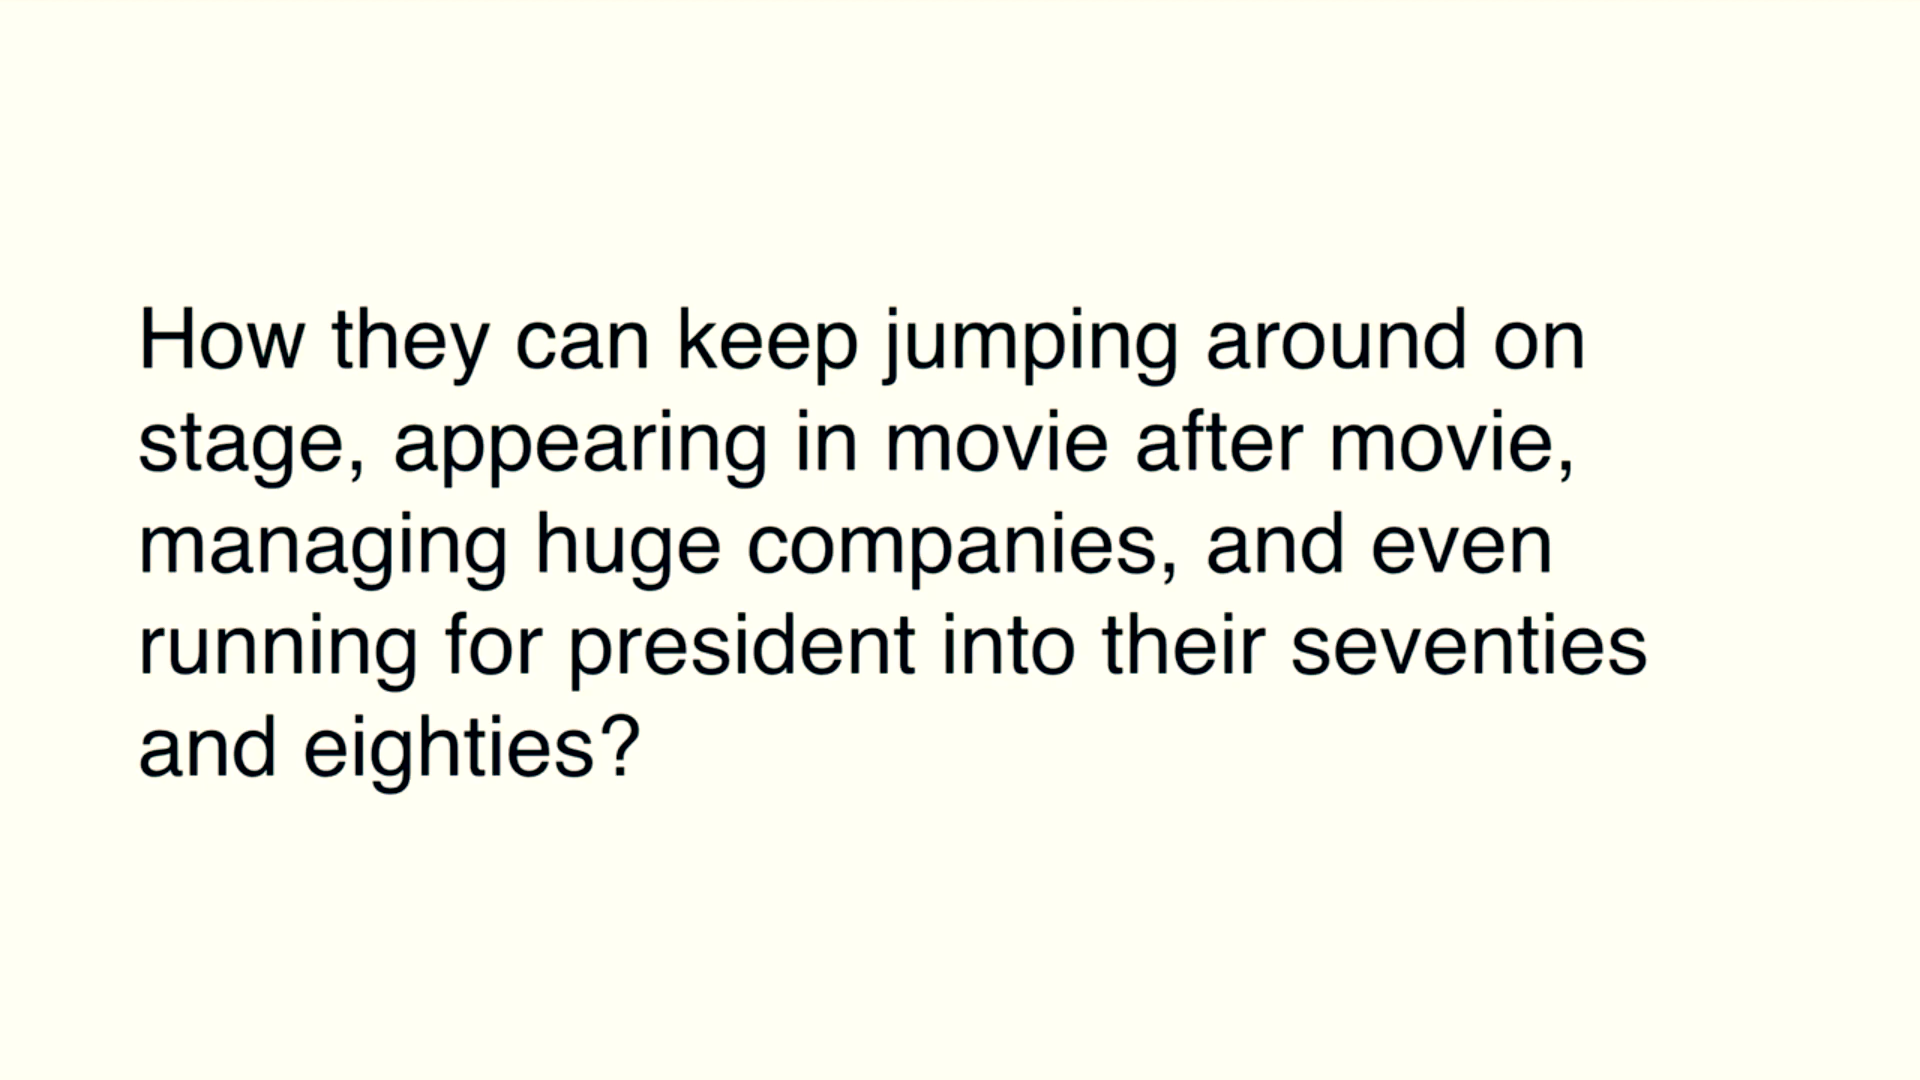 How they can keep jumping around on
stage, appearing in movie after movie,
managing huge companies, and even
running for president into their seventies
and eighties?